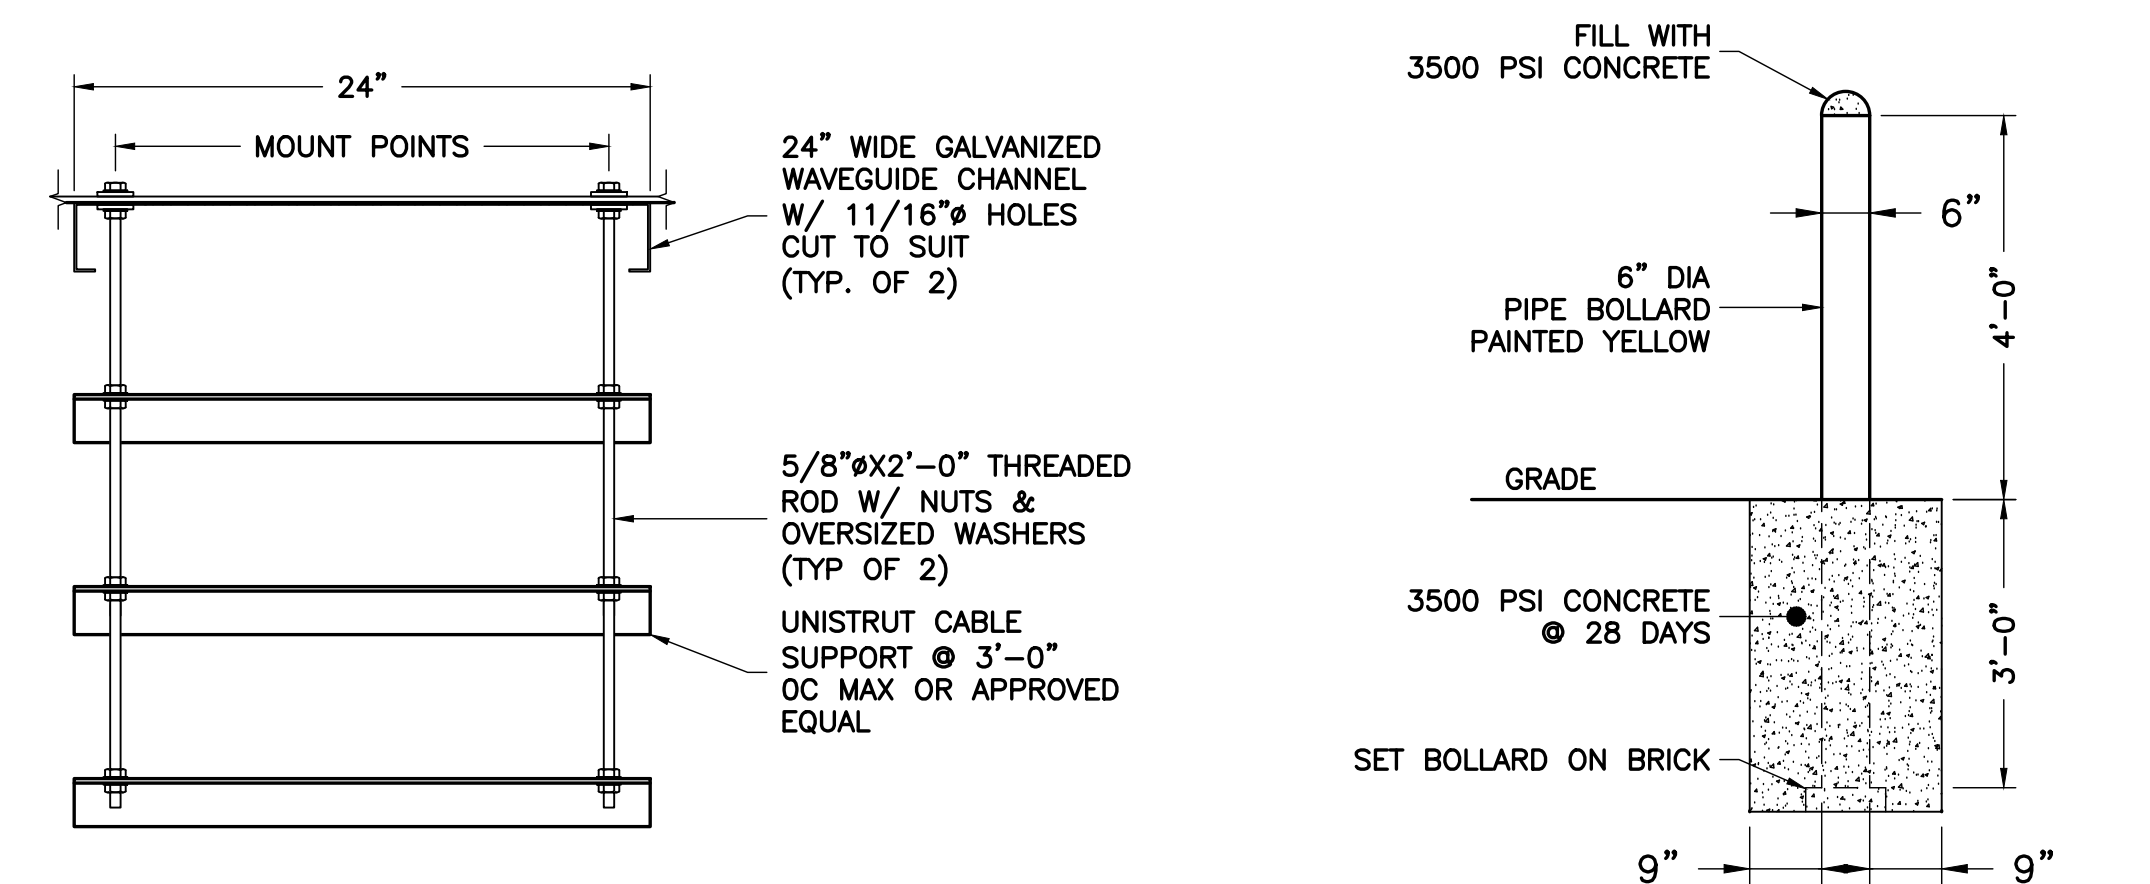 24”
MOUNT POINTS
24” WIDE GALVANIZED
WAVEGUIDE CHANNEL
W/ 11/16”ø HOLES
CUT TO SUIT
(TYP. OF 2)
5/8”øX2’-0” THREADED
ROD W/ NUTS &
OVERSIZED WASHERS
(TYP OF 2)
UNISTRUT CABLE
SUPPORT @ 3’-0”
OC MAX OR APPROVED
EQUAL
FILL WITH
3500 PSI CONCRETE
6”
6” DIA
PIPE BOLLARD
PAINTED YELLOW
4’-0”
GRADE
3500 PSI CONCRETE
@ 28 DAYS
3’-0”
SET BOLLARD ON BRICK
9”
9”